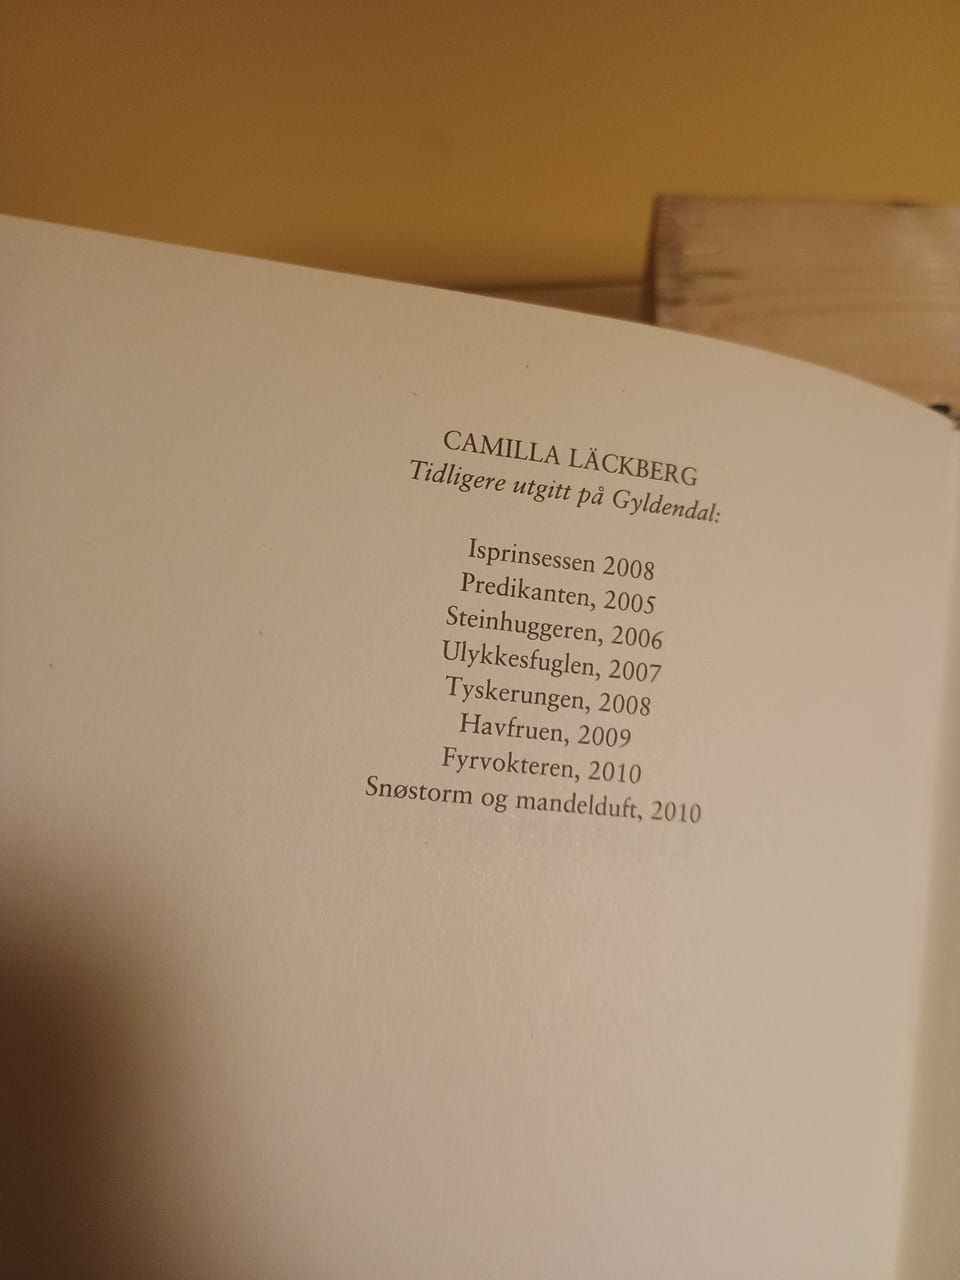 CAMILLA LÄCKBERG
Tidligere utgitt på Gyldendal:
Isprinsessen 2008
Predikanten, 2005
Steinhuggeren, 2006
Ulykkesfuglen, 2007
Tyskerungen, 2008
Havfruen, 2009
Fyrvokteren, 2010
Snøstorm og mandelduft, 2010